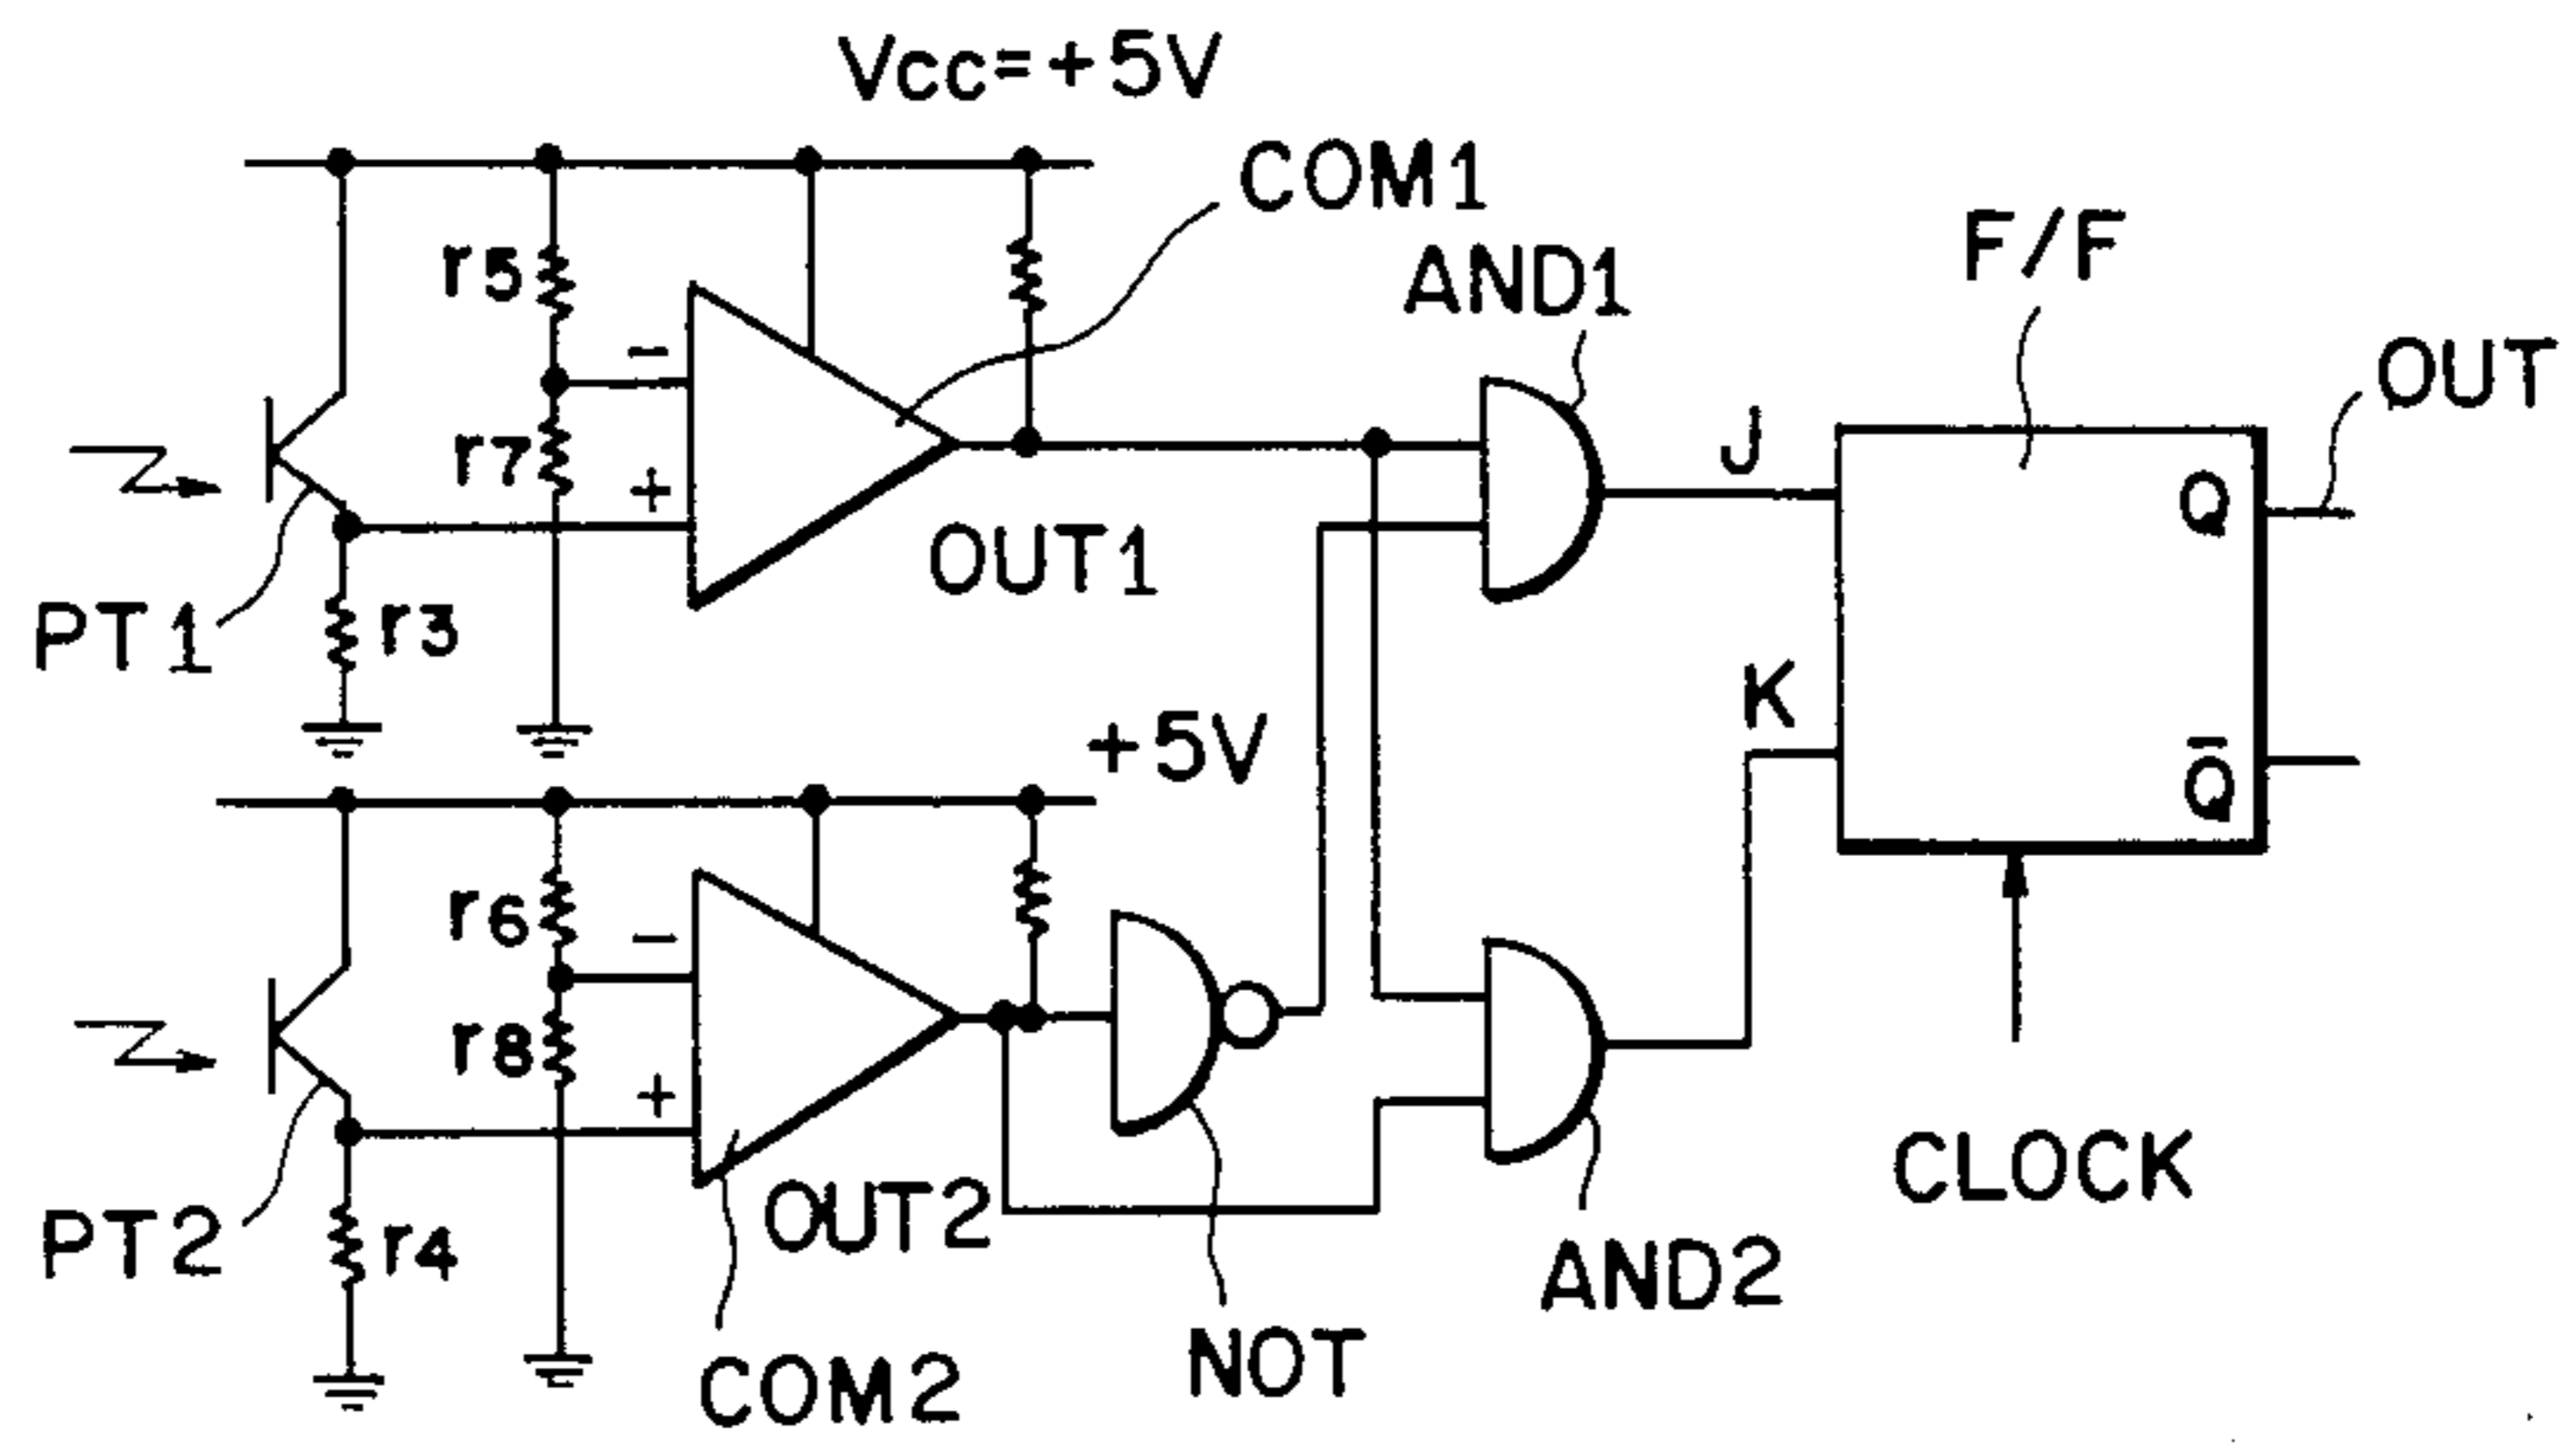 Vcc=+5V
COM1
AND1
F/F
OUT
r5
-
r7
+
J
Q
OUT1
PT1
r3
K
+5V
Q̅
r6
-
r8
+
CLOCK
PT2
r4
OUT2
AND2
NOT
COM2